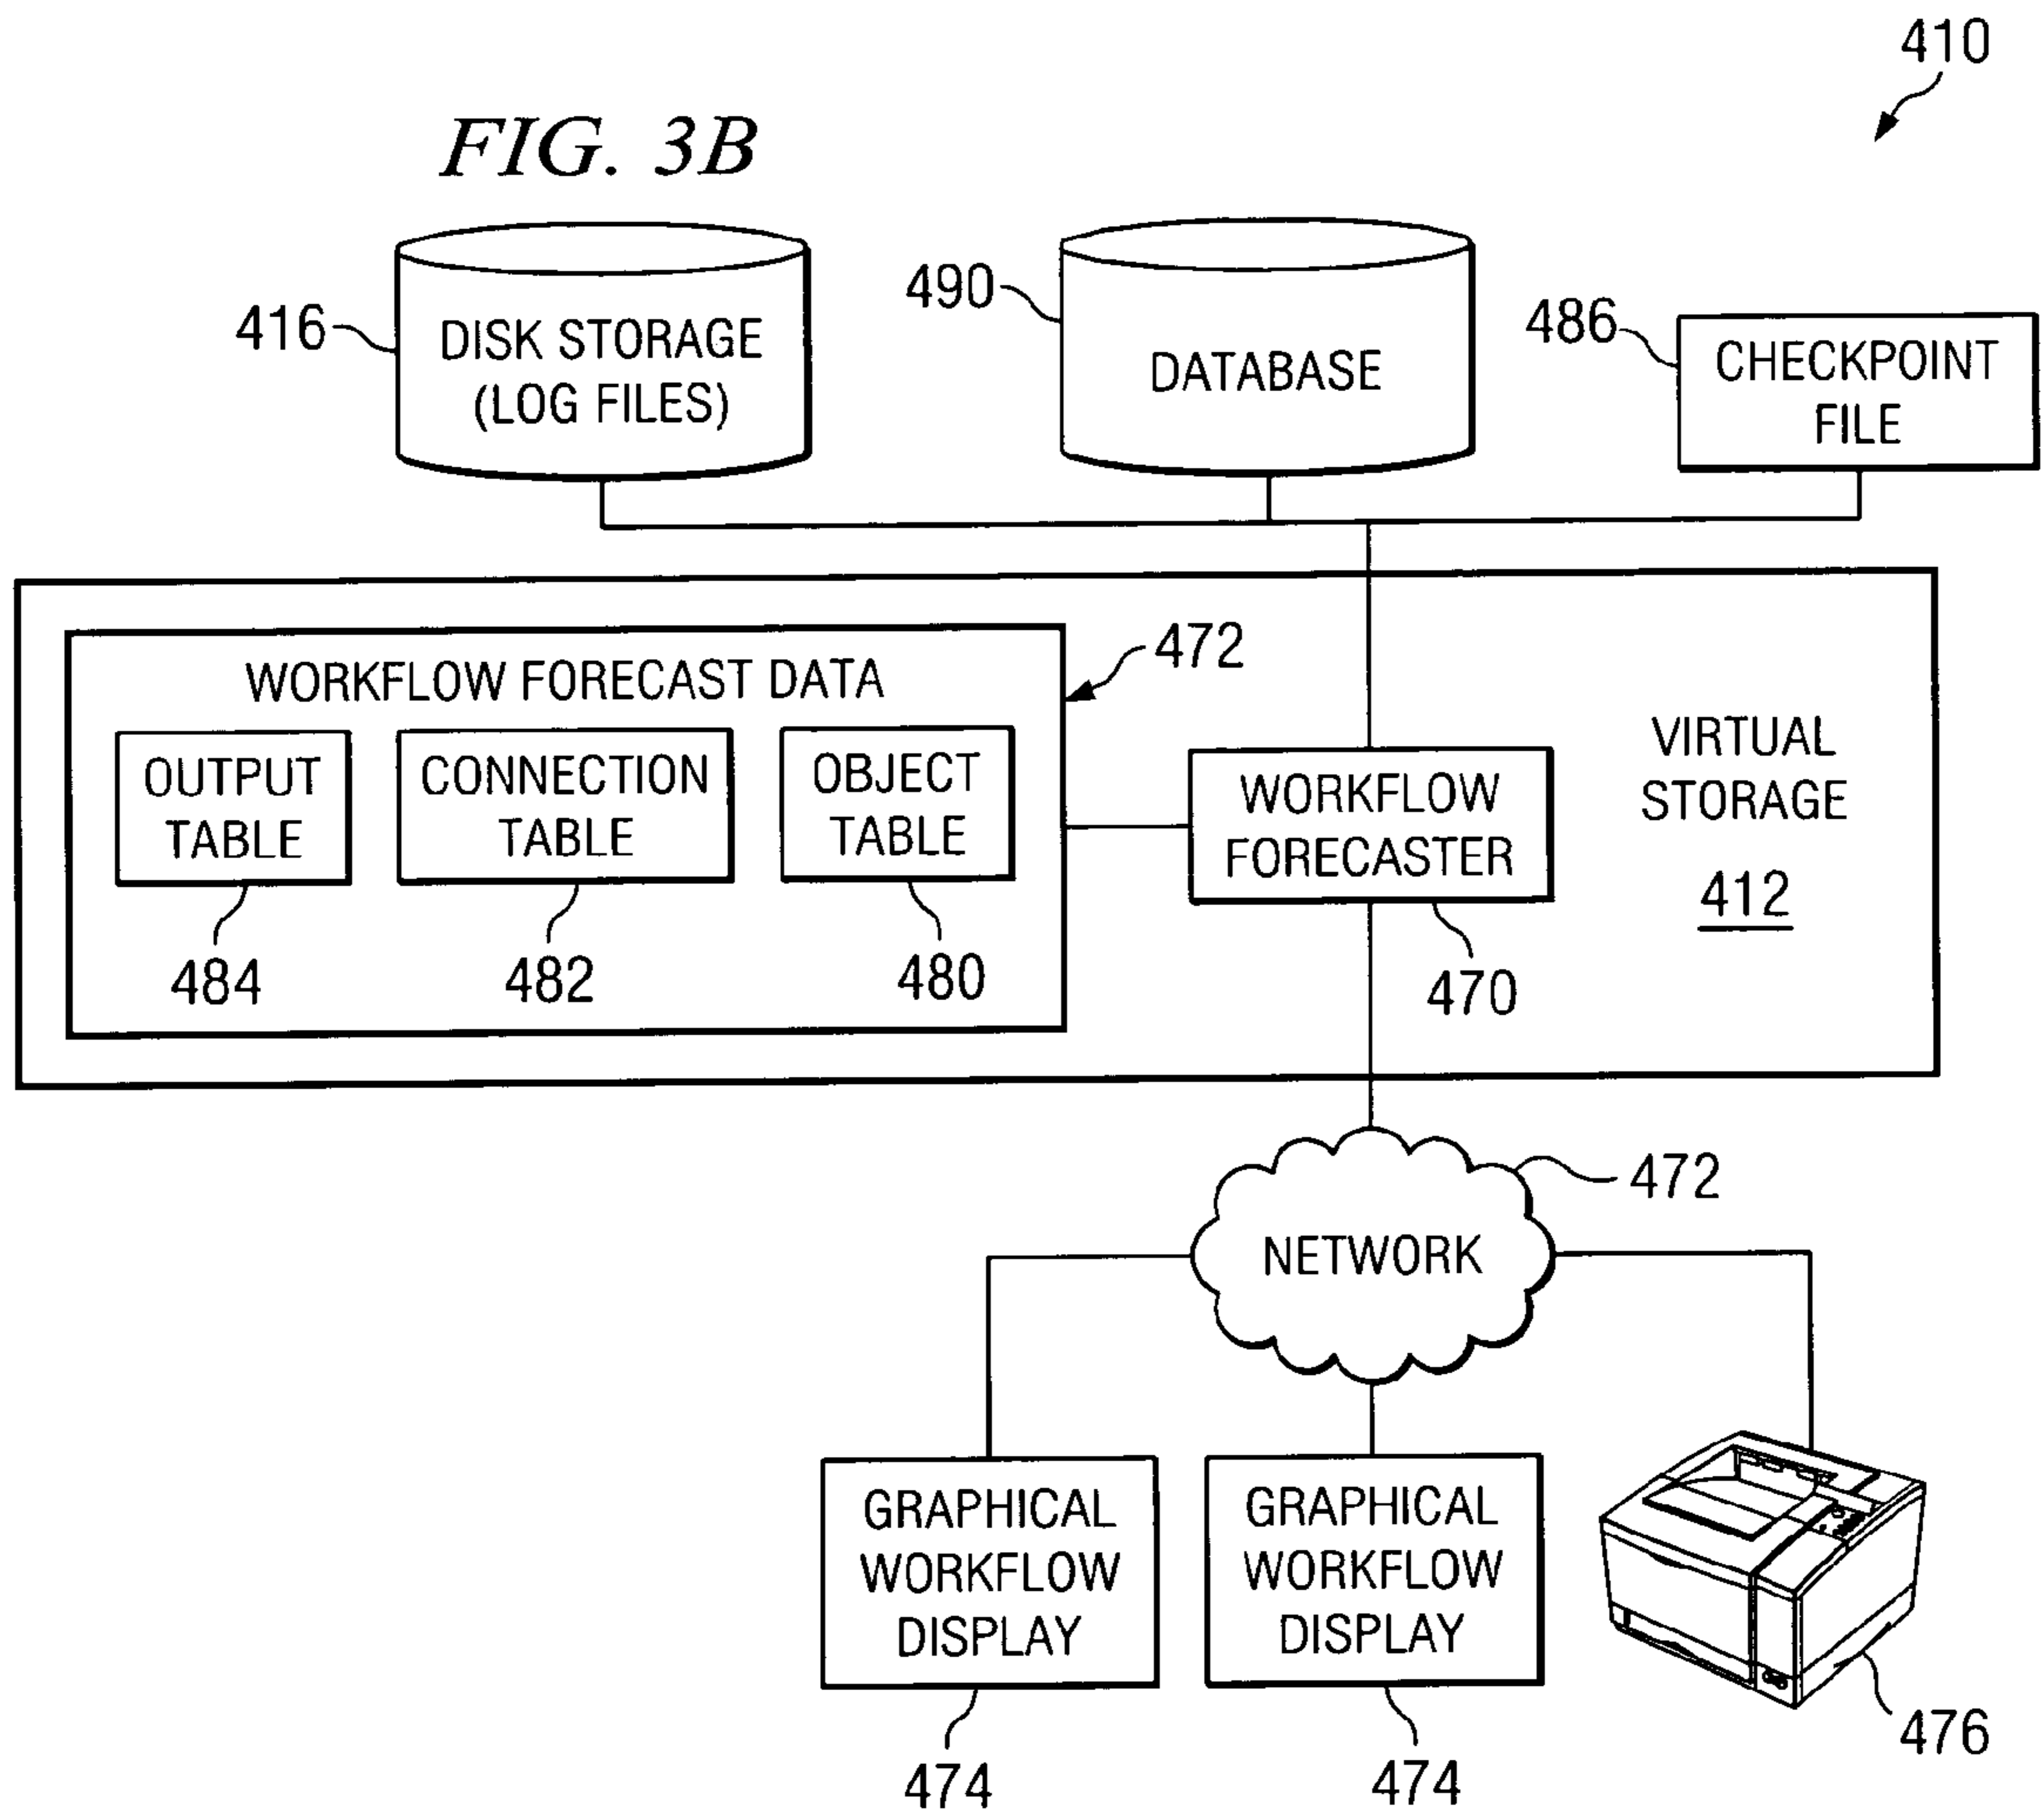 410
FIG. 3B
416
DISK STORAGE
(LOG FILES)
490
DATABASE
486
CHECKPOINT
FILE
WORKFLOW FORECAST DATA
472
OUTPUT
TABLE
CONNECTION
TABLE
OBJECT
TABLE
484
482
480
WORKFLOW
FORECASTER
470
VIRTUAL
STORAGE
412
472
NETWORK
GRAPHICAL
WORKFLOW
DISPLAY
474
GRAPHICAL
WORKFLOW
DISPLAY
474
476